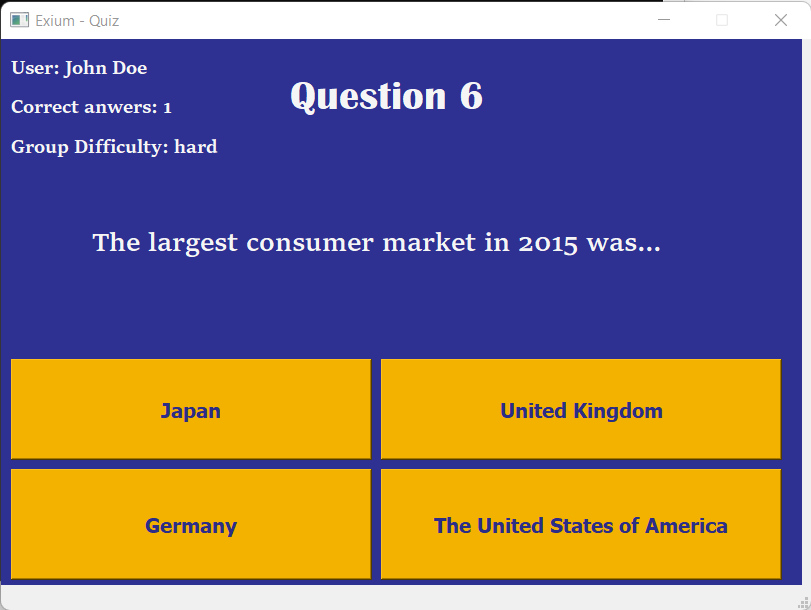 Exium - Quiz
User: John Doe
Correct anwers: 1
Group Difficulty: hard
Question 6
The largest consumer market in 2015 was...
Japan
United Kingdom
Germany
The United States of America